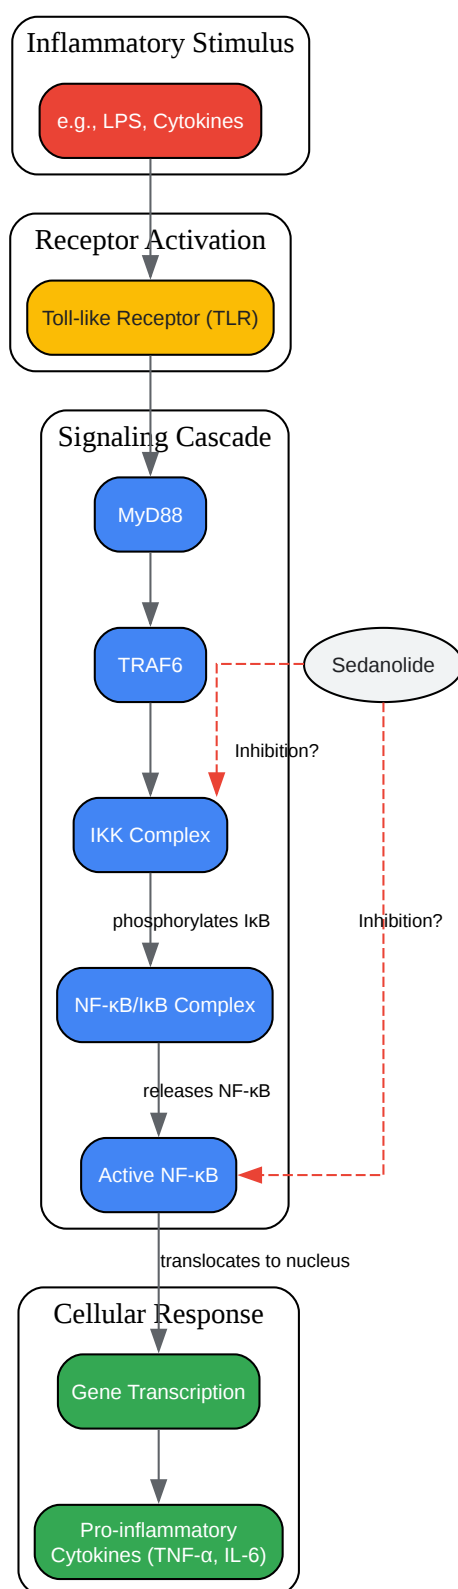 Inflammatory Stimulus
e.g., LPS, Cytokines
Receptor Activation
Toll-like Receptor (TLR)
Signaling Cascade
MyD88
TRAF6
Sedanolide
Inhibition?
IKK Complex
phosphorylates IκB
Inhibition?
NF-κB/IκB Complex
releases NF-κB
Active NF-κB
translocates to nucleus
Cellular Response
Gene Transcription
Pro-inflammatory
Cytokines (TNF-α, IL-6)